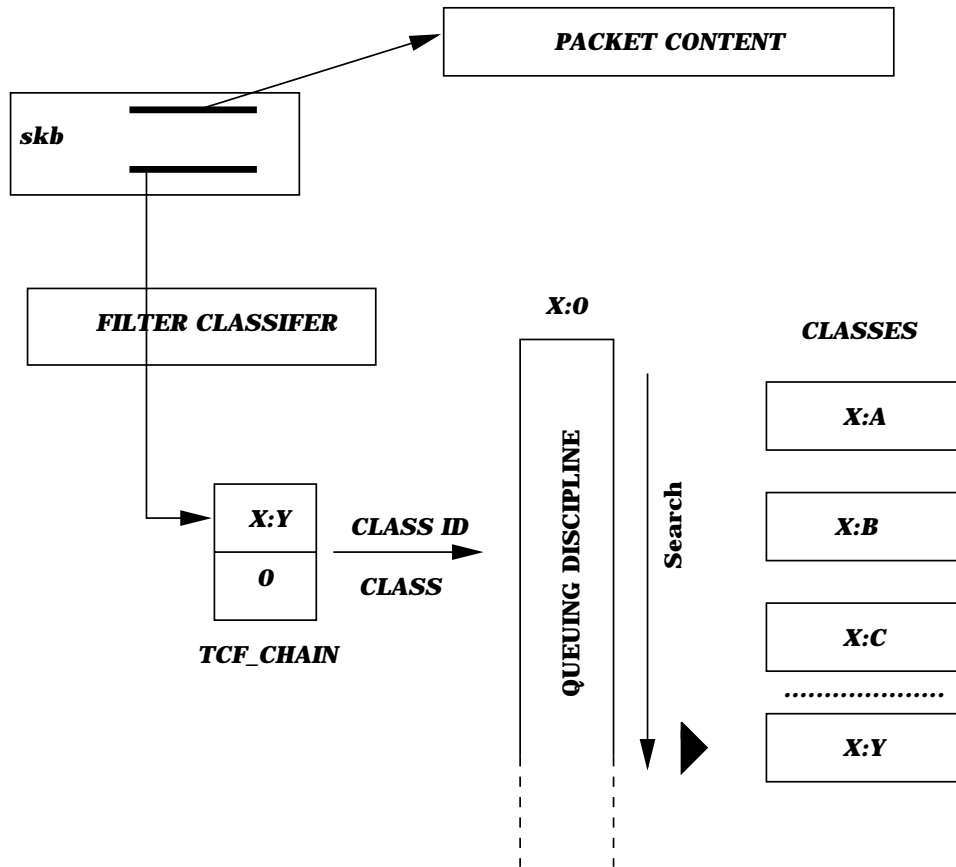 PACKET CONTENT
skb
FILTER CLASSIFER
X:0
CLASSES
X:A
QUEUING DISCIPLINE
Search
X:Y
CLASS ID
X:B
0
CLASS
TCF_CHAIN
X:C
....................
X:Y